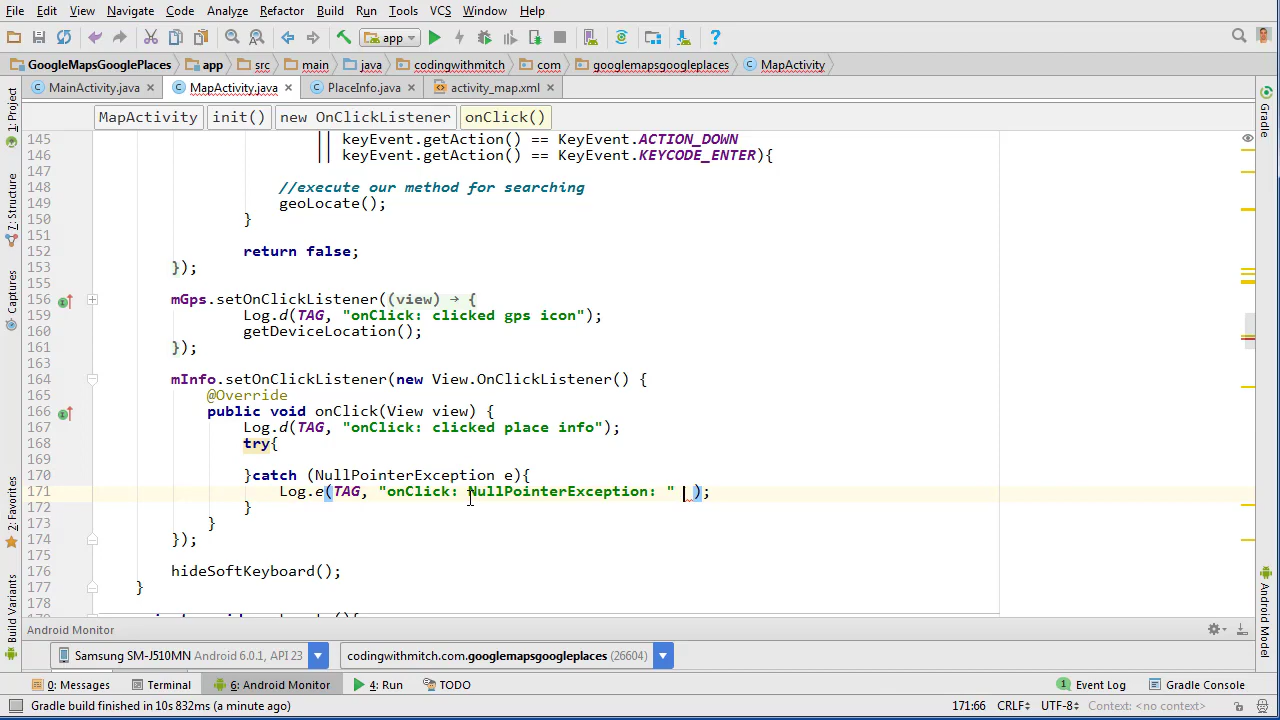 File Edit View Navigate Code Analyze Refactor Build Run Tools VCS Window Help
app
GoogleMapsGooglePlaces app src main java codingwithmitch com googlemapsgoogleplaces MapActivity
MainActivity.java MapActivity.java PlaceInfo.java activity_map.xml
MapActivity init() new OnClickListener onClick()
145 || keyEvent.getAction() == KeyEvent.ACTION_DOWN
146 || keyEvent.getAction() == KeyEvent.KEYCODE_ENTER){
147
148 //execute our method for searching
149 geoLocate();
150 }
151
152 return false;
153 });
155
156 mGps.setOnClickListener((view) → {
159 Log.d(TAG, "onClick: clicked gps icon");
160 getDeviceLocation();
161 });
163
164 mInfo.setOnClickListener(new View.OnClickListener() {
165 @Override
166 public void onClick(View view) {
167 Log.d(TAG, "onClick: clicked place info");
168 try{
169
170 }catch (NullPointerException e){
171 Log.e(TAG, "onClick: NullPointerException: " );
172 }
173 }
174 });
175
176 hideSoftKeyboard();
177 }
178
1: Project
7: Structure
Captures
2: Favorites
Build Variants
Gradle
Android Model
Android Monitor
Samsung SM-J510MN Android 6.0.1, API 23 codingwithmitch.com.googlemapsgoogleplaces (26604)
0: Messages Terminal 6: Android Monitor 4: Run TODO 1 Event Log Gradle Console
Gradle build finished in 10s 832ms (a minute ago) 171:66 CRLF UTF-8 Context: <no context>